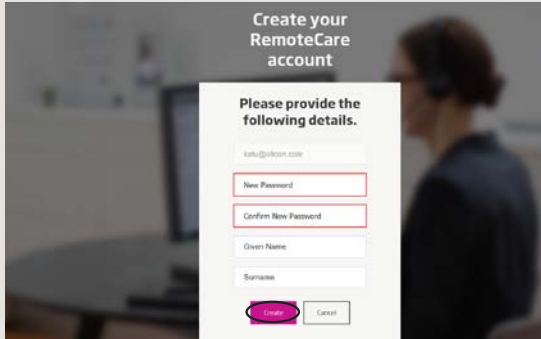 Create your
RemoteCare
account
Please provide the
following details.
New Password
Confirm New Password
Given Name
Surname
Create Cancel